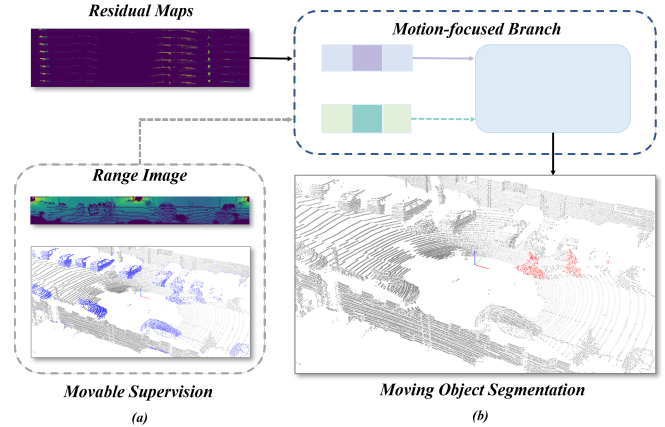 Residual Maps
Motion-focused Branch
Range Image
Movable Supervision
Moving Object Segmentation
(a)
(b)